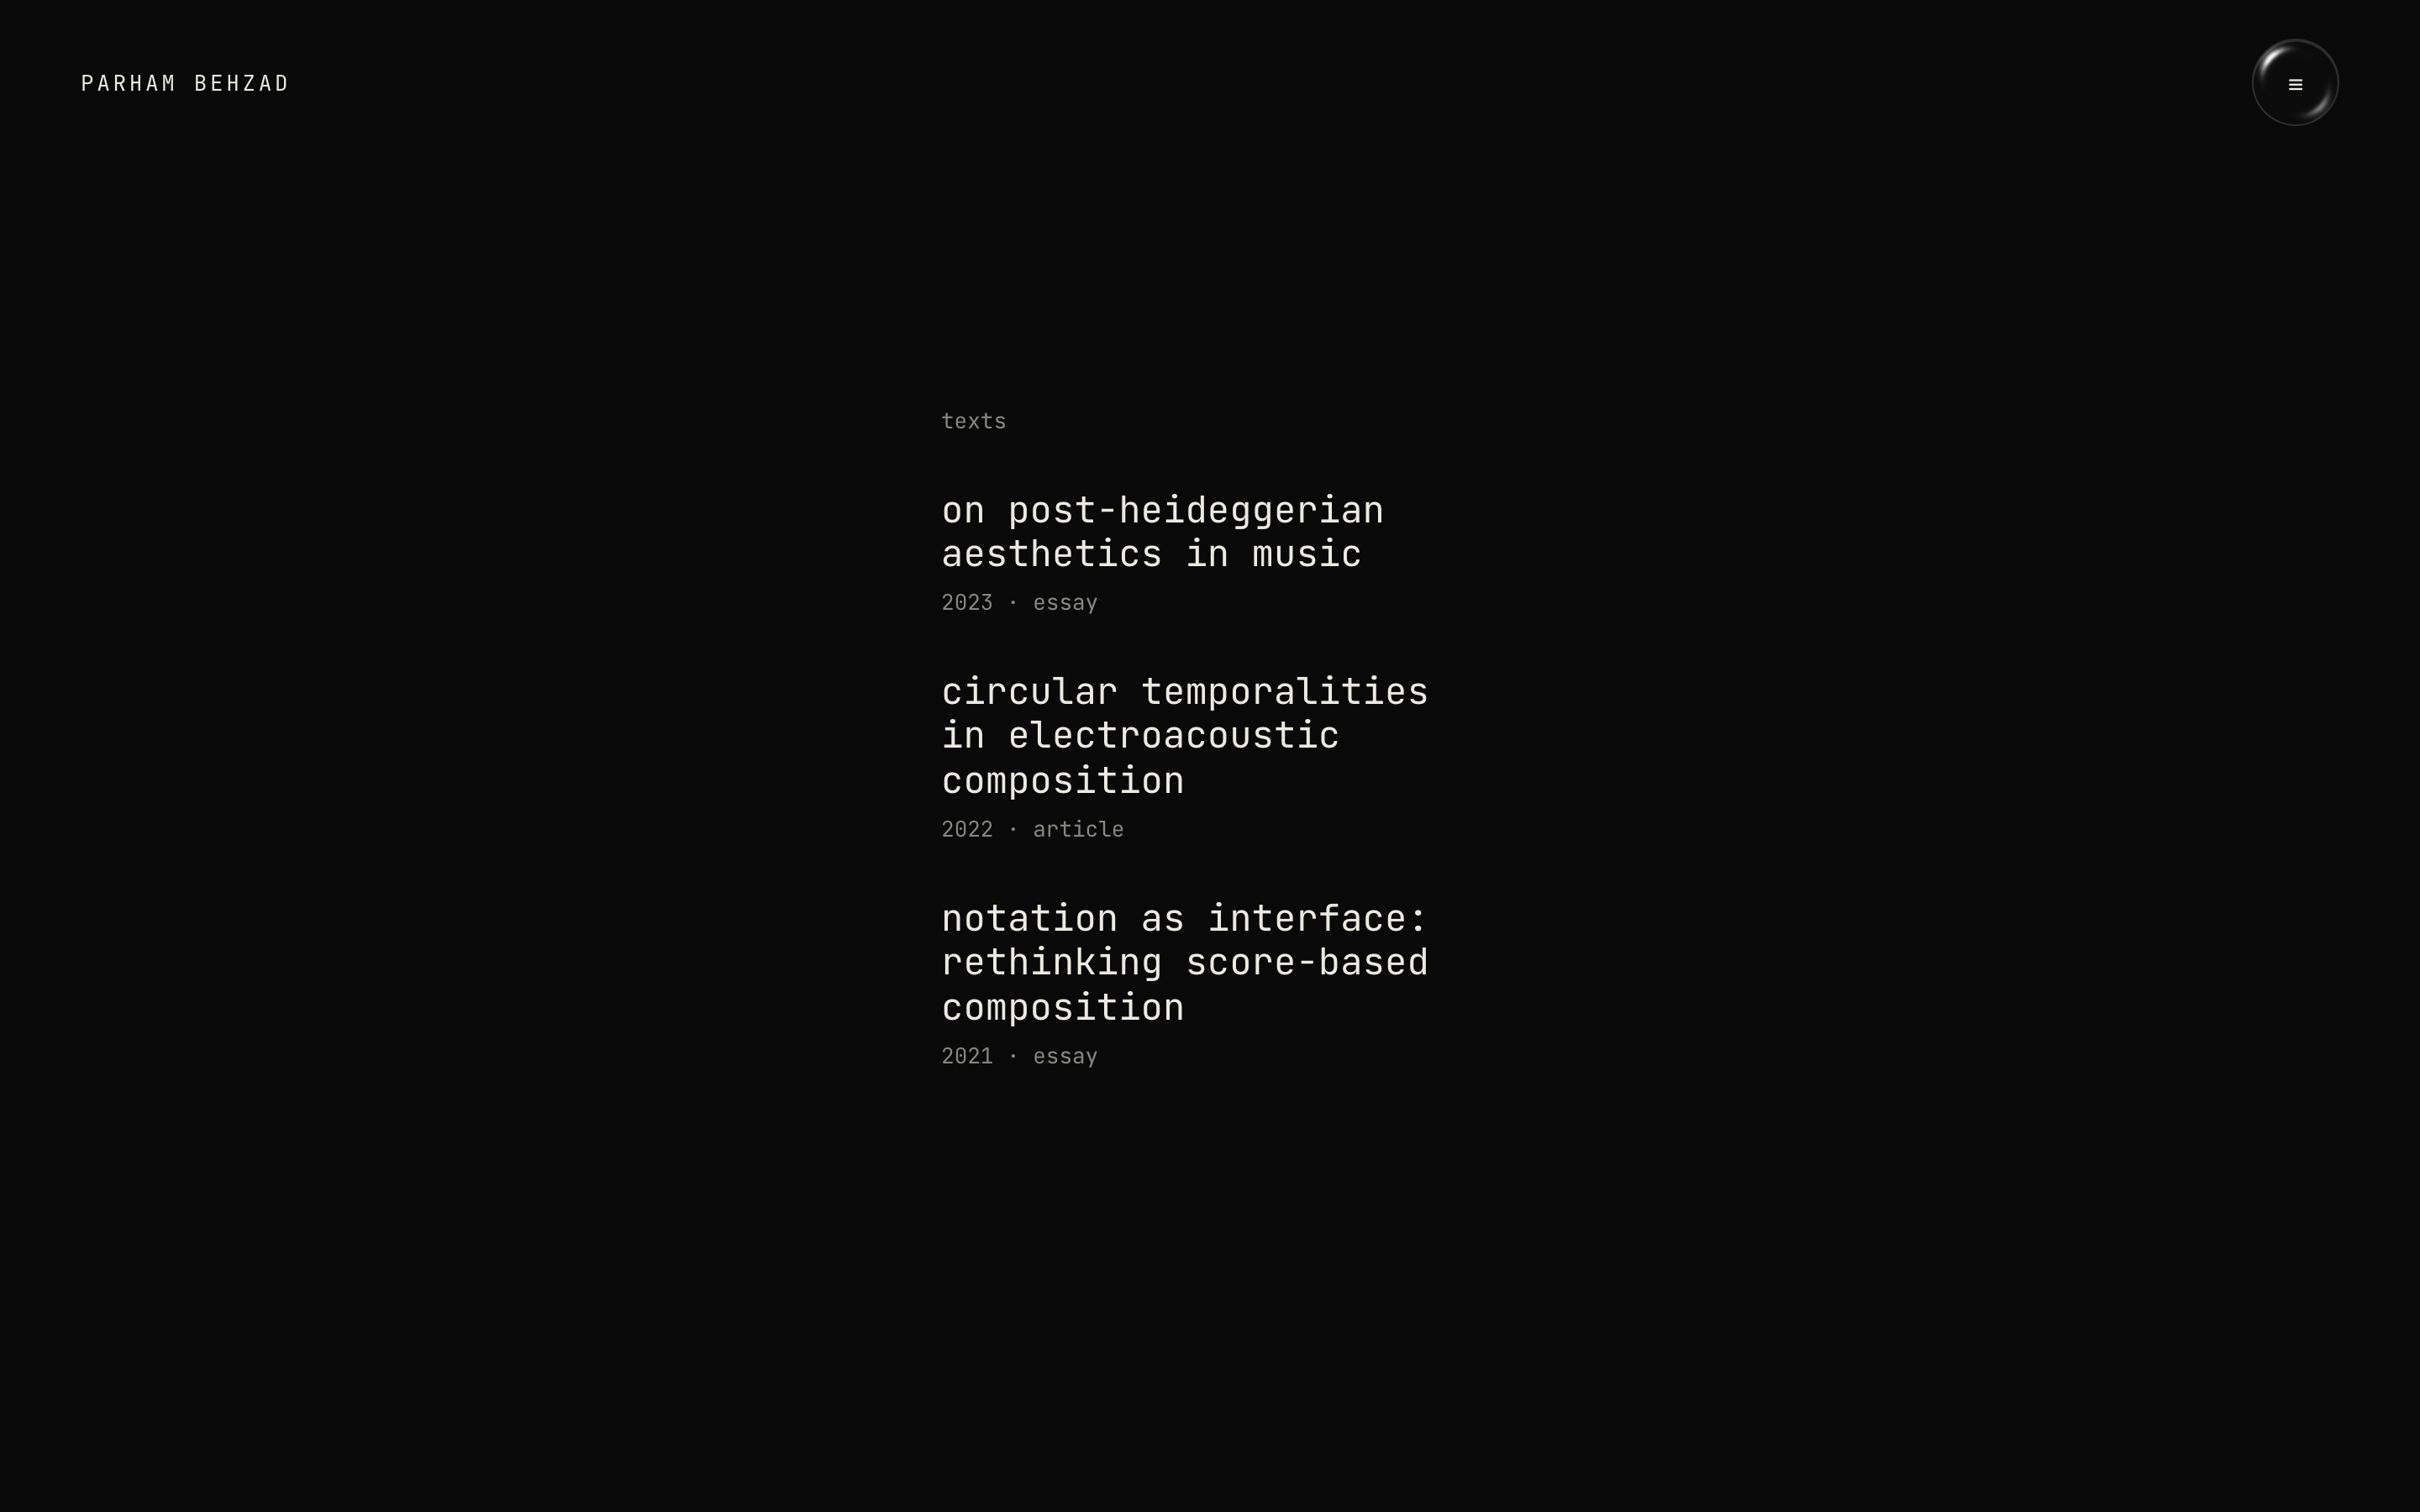 PARHAM BEHZAD
texts
on post-heideggerian
aesthetics in music
2023 · essay
circular temporalities
in electroacoustic
composition
2022 · article
notation as interface:
rethinking score-based
composition
2021 · essay